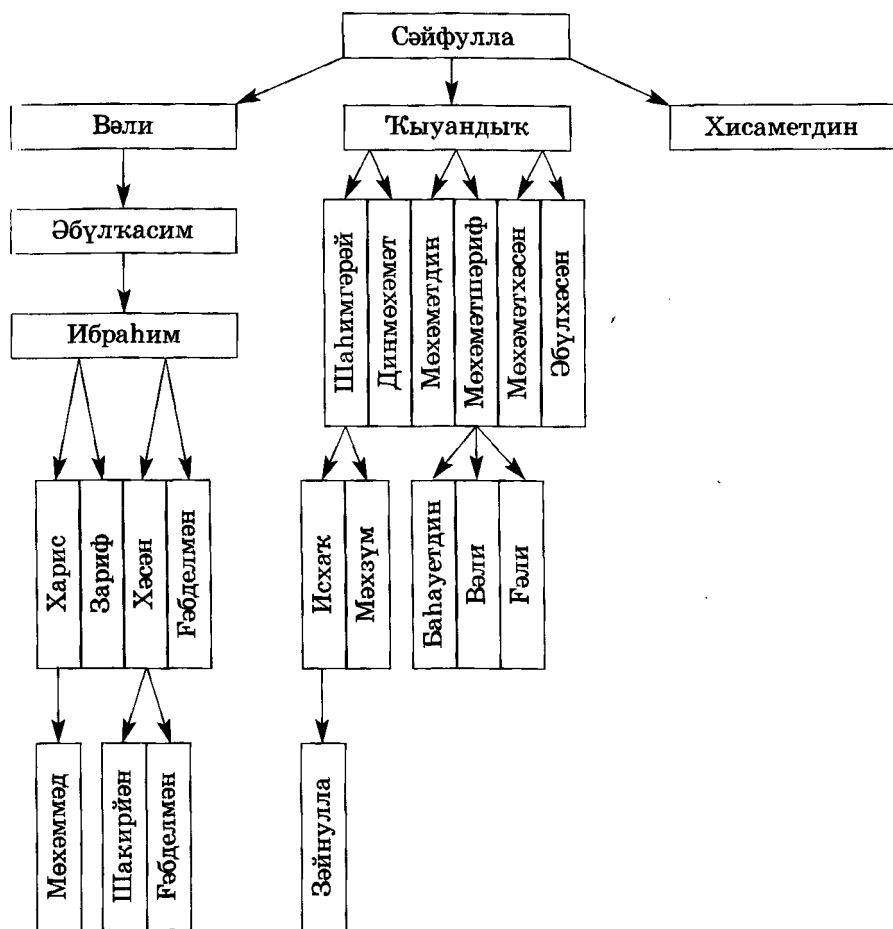 Сәйфулла
Вәли
Ҡыуандыҡ
Хисаметдин
Әбүлҡасим
Ибраһим
Шаһимгәрәй
Динмөхәмәт
Мөхәмәтдин
Мөхәмәтшәриф
Мөхәмәтхәсән
Әбүлхәсән
Харис
Зариф
Хәсән
Ғәбделмән
Исхаҡ
Мәхзүм
Баһауетдин
Вәли
Ғәли
Мөхәммәд
Шакирйән
Ғәбделмән
Зәйнулла